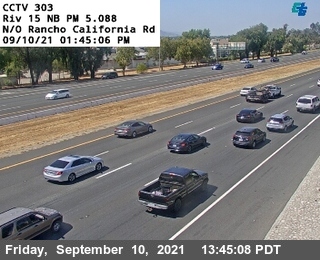 CCTV 303
Riv 15 NB PM 5.088
N/O Rancho California Rd
09/10/21 01:45:06 PM
Friday, September 10, 2021 13:45:08 PDT